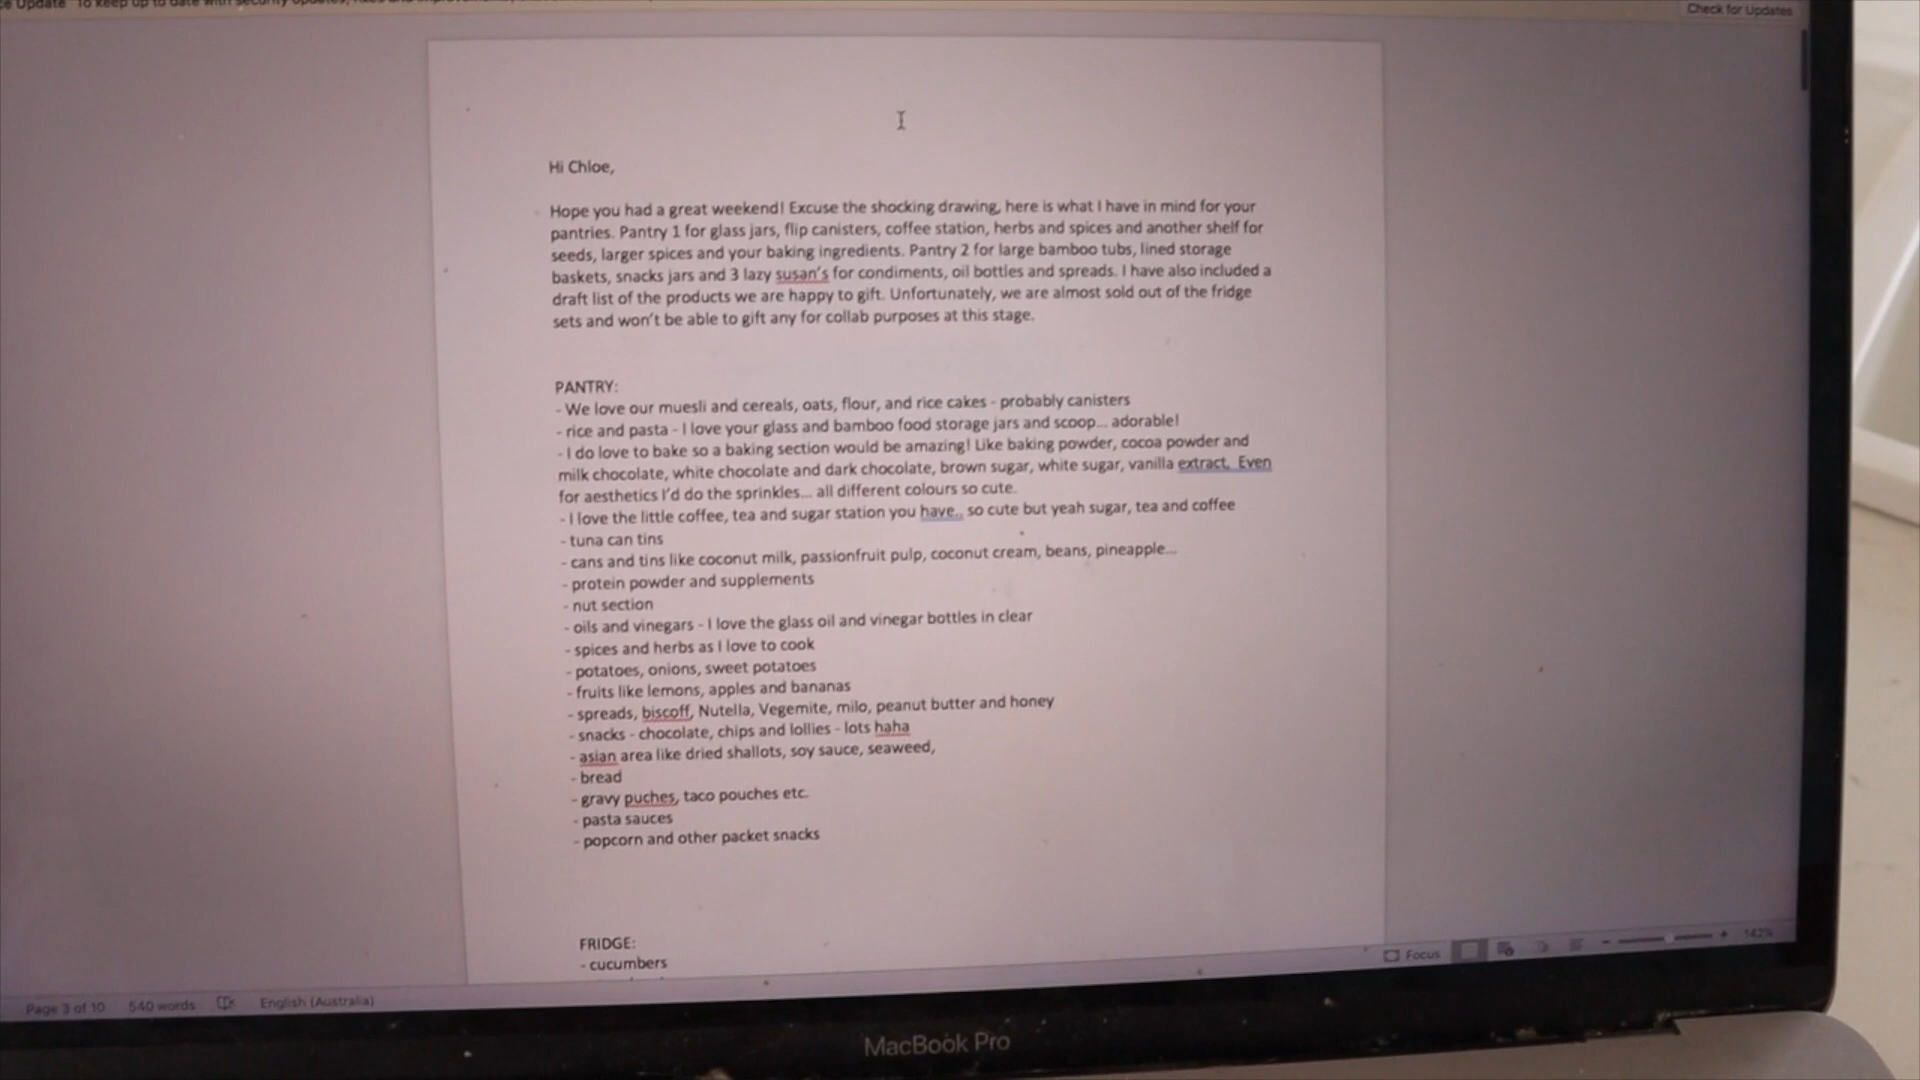 Update To keep up to date with security updates, fixes and
Check for Updates
Hi Chloe,
Hope you had a great weekend! Excuse the shocking drawing, here is what I have in mind for your
pantries. Pantry 1 for glass jars, flip canisters, coffee station, herbs and spices and another shelf for
seeds, larger spices and your baking ingredients. Pantry 2 for large bamboo tubs, lined storage
baskets, snacks jars and 3 lazy susan's for condiments, oil bottles and spreads. I have also included a
draft list of the products we are happy to gift. Unfortunately, we are almost sold out of the fridge
sets and won't be able to gift any for collab purposes at this stage.
PANTRY:
- We love our muesli and cereals, oats, flour, and rice cakes - probably canisters
- rice and pasta - I love your glass and bamboo food storage jars and scoop... adorable!
- I do love to bake so a baking section would be amazing! Like baking powder, cocoa powder and
milk chocolate, white chocolate and dark chocolate, brown sugar, white sugar, vanilla extract. Even
for aesthetics I'd do the sprinkles... all different colours so cute.
- I love the little coffee, tea and sugar station you have.. so cute but yeah sugar, tea and coffee
- tuna can tins
- cans and tins like coconut milk, passionfruit pulp, coconut cream, beans, pineapple...
- protein powder and supplements
- nut section
- oils and vinegars - I love the glass oil and vinegar bottles in clear
- spices and herbs as I love to cook
- potatoes, onions, sweet potatoes
- fruits like lemons, apples and bananas
- spreads, biscoff, Nutella, Vegemite, milo, peanut butter and honey
- snacks - chocolate, chips and lollies - lots haha
- asian area like dried shallots, soy sauce, seaweed,
- bread
- gravy puches, taco pouches etc.
- pasta sauces
- popcorn and other packet snacks
FRIDGE:
- cucumbers
Page 3 of 10 540 words English (Australia)
Focus 142%
MacBook Pro